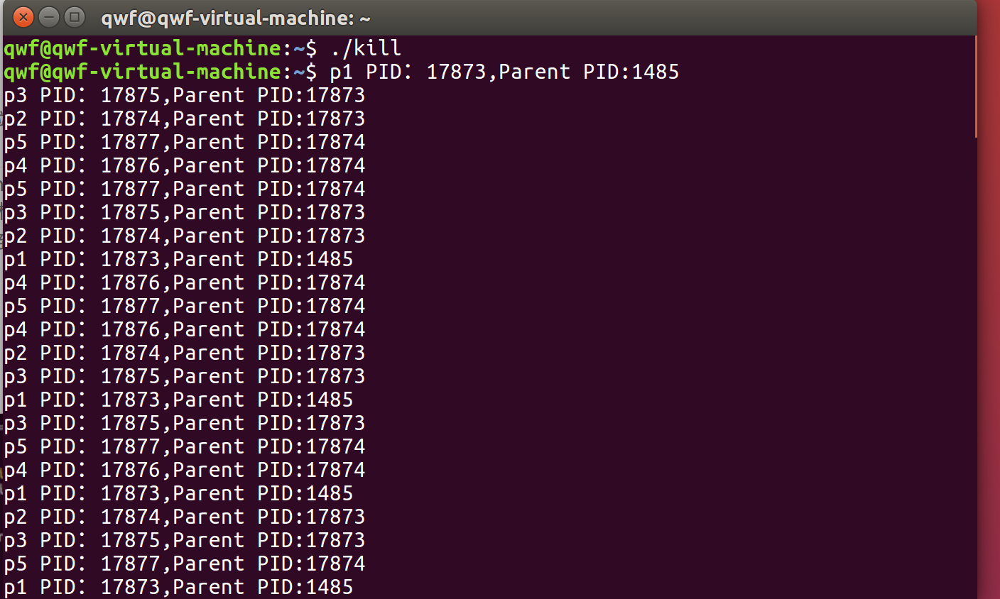 qwf@qwf-virtual-machine: ~
qwf@qwf-virtual-machine:~$ ./kill
qwf@qwf-virtual-machine:~$ p1 PID：17873,Parent PID:1485
p3 PID：17875,Parent PID:17873
p2 PID：17874,Parent PID:17873
p5 PID：17877,Parent PID:17874
p4 PID：17876,Parent PID:17874
p5 PID：17877,Parent PID:17874
p3 PID：17875,Parent PID:17873
p2 PID：17874,Parent PID:17873
p1 PID：17873,Parent PID:1485
p4 PID：17876,Parent PID:17874
p5 PID：17877,Parent PID:17874
p4 PID：17876,Parent PID:17874
p2 PID：17874,Parent PID:17873
p3 PID：17875,Parent PID:17873
p1 PID：17873,Parent PID:1485
p3 PID：17875,Parent PID:17873
p5 PID：17877,Parent PID:17874
p4 PID：17876,Parent PID:17874
p1 PID：17873,Parent PID:1485
p2 PID：17874,Parent PID:17873
p3 PID：17875,Parent PID:17873
p5 PID：17877,Parent PID:17874
p1 PID：17873,Parent PID:1485